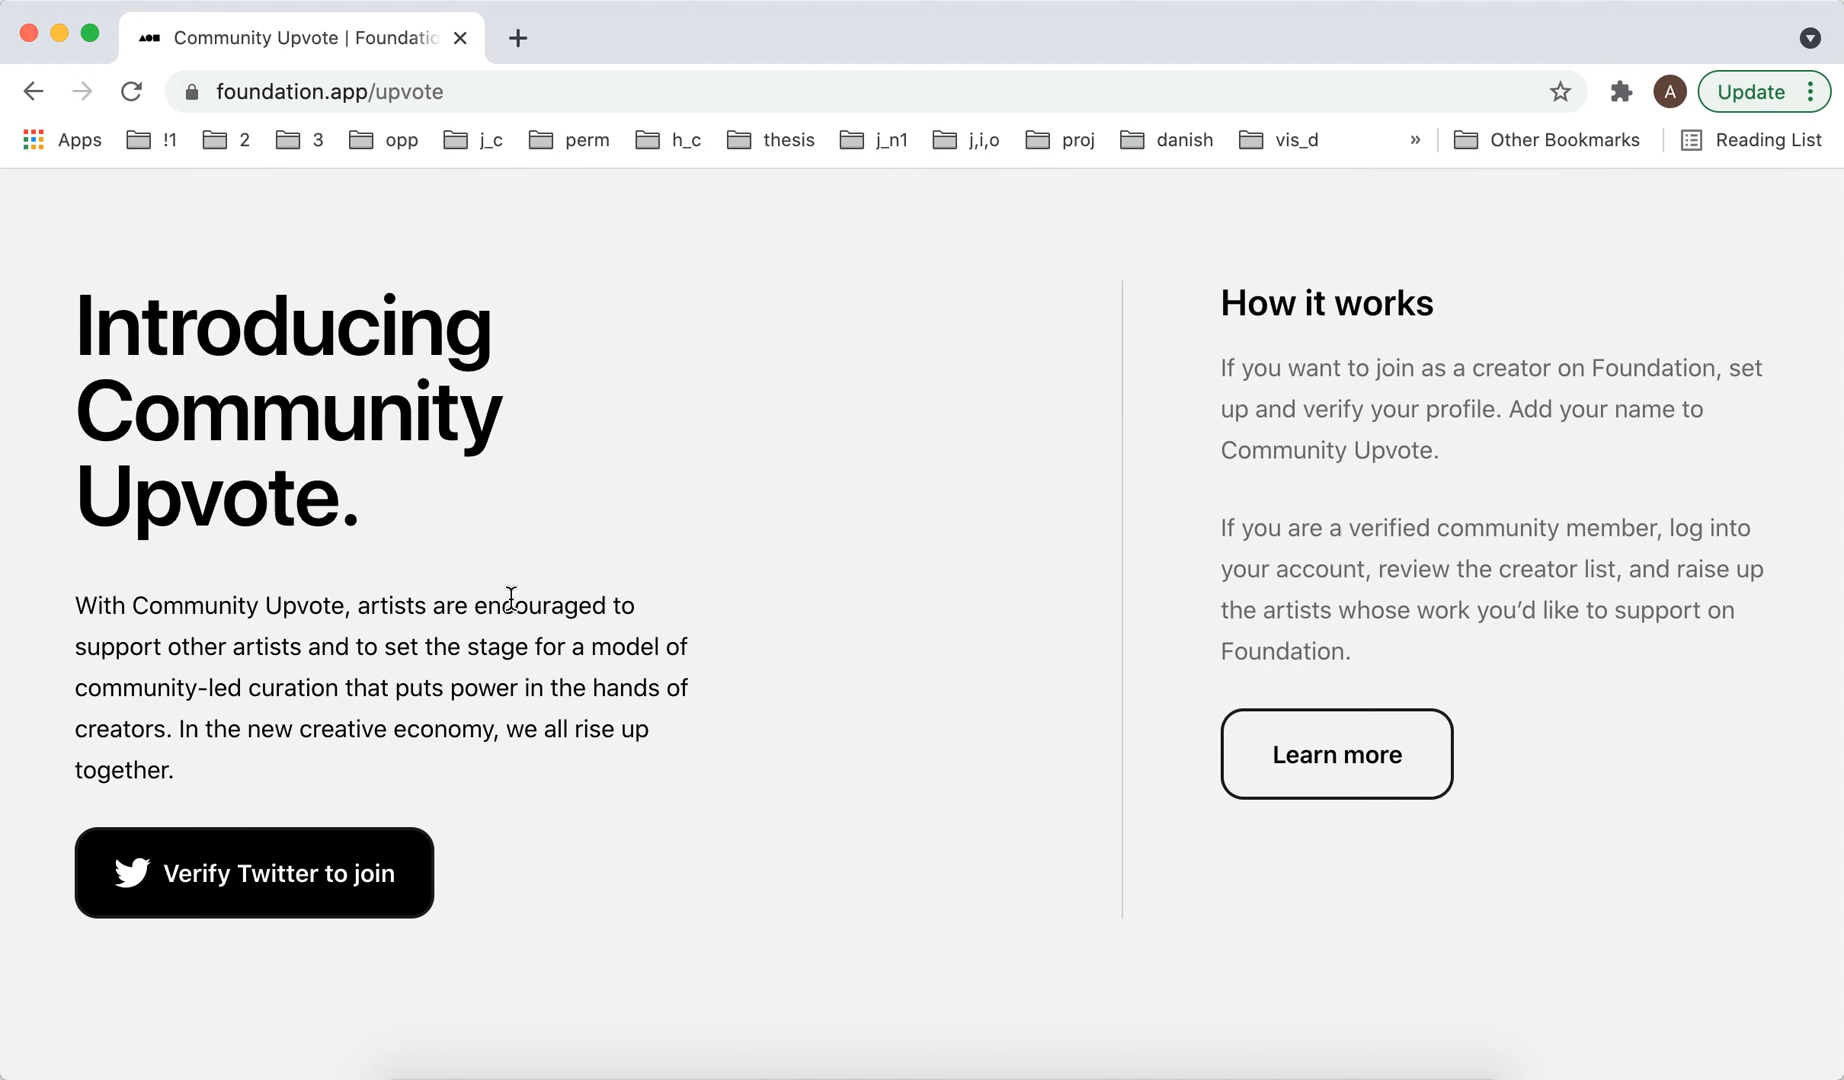 Community Upvote | Foundatio
foundation.app/upvote
A
Update
Apps
!1
2
3
opp
j_c
perm
h_c
thesis
j_n1
j,i,o
proj
danish
vis_d
»
Other Bookmarks
Reading List
Introducing
Community
Upvote.
With Community Upvote, artists are encouraged to
support other artists and to set the stage for a model of
community-led curation that puts power in the hands of
creators. In the new creative economy, we all rise up
together.
Verify Twitter to join
How it works
If you want to join as a creator on Foundation, set
up and verify your profile. Add your name to
Community Upvote.
If you are a verified community member, log into
your account, review the creator list, and raise up
the artists whose work you’d like to support on
Foundation.
Learn more